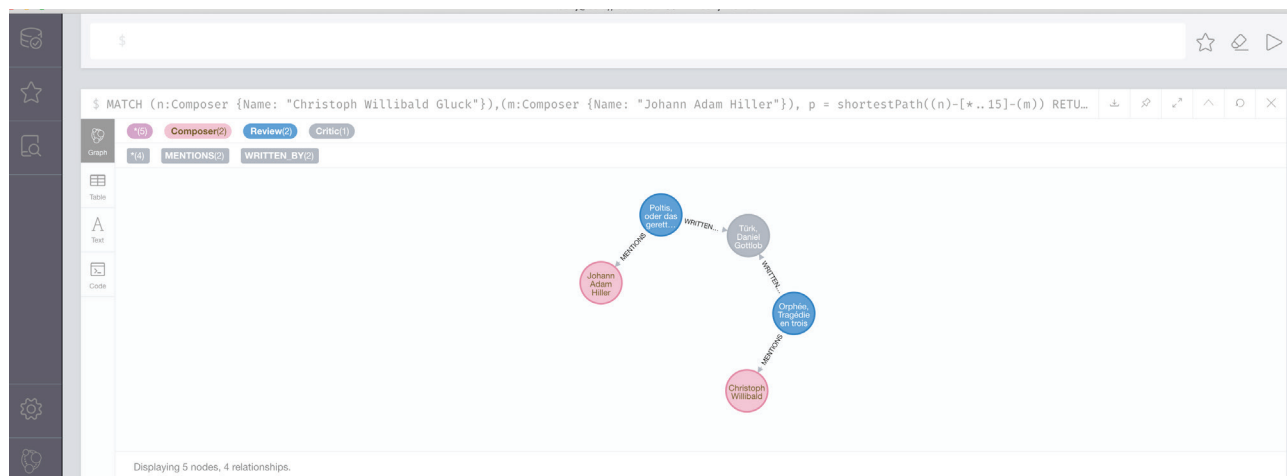 $
$ MATCH (n:Composer {Name: "Christoph Willibald Gluck"}),(m:Composer {Name: "Johann Adam Hiller"}), p = shortestPath((n)-[*..15]-(m)) RETU…
*(5) Composer(2) Review(2) Critic(1)
*(4) MENTIONS(2) WRITTEN_BY(2)
Graph
Table
Text
Code
Poltis,
oder das
gerett…
WRITTEN…
Türk,
Daniel
Gottlob
MENTIONS
Johann
Adam
Hiller
WRITTEN…
Orphée,
Tragédie
en trois
MENTIONS
Christoph
Willibald
Displaying 5 nodes, 4 relationships.